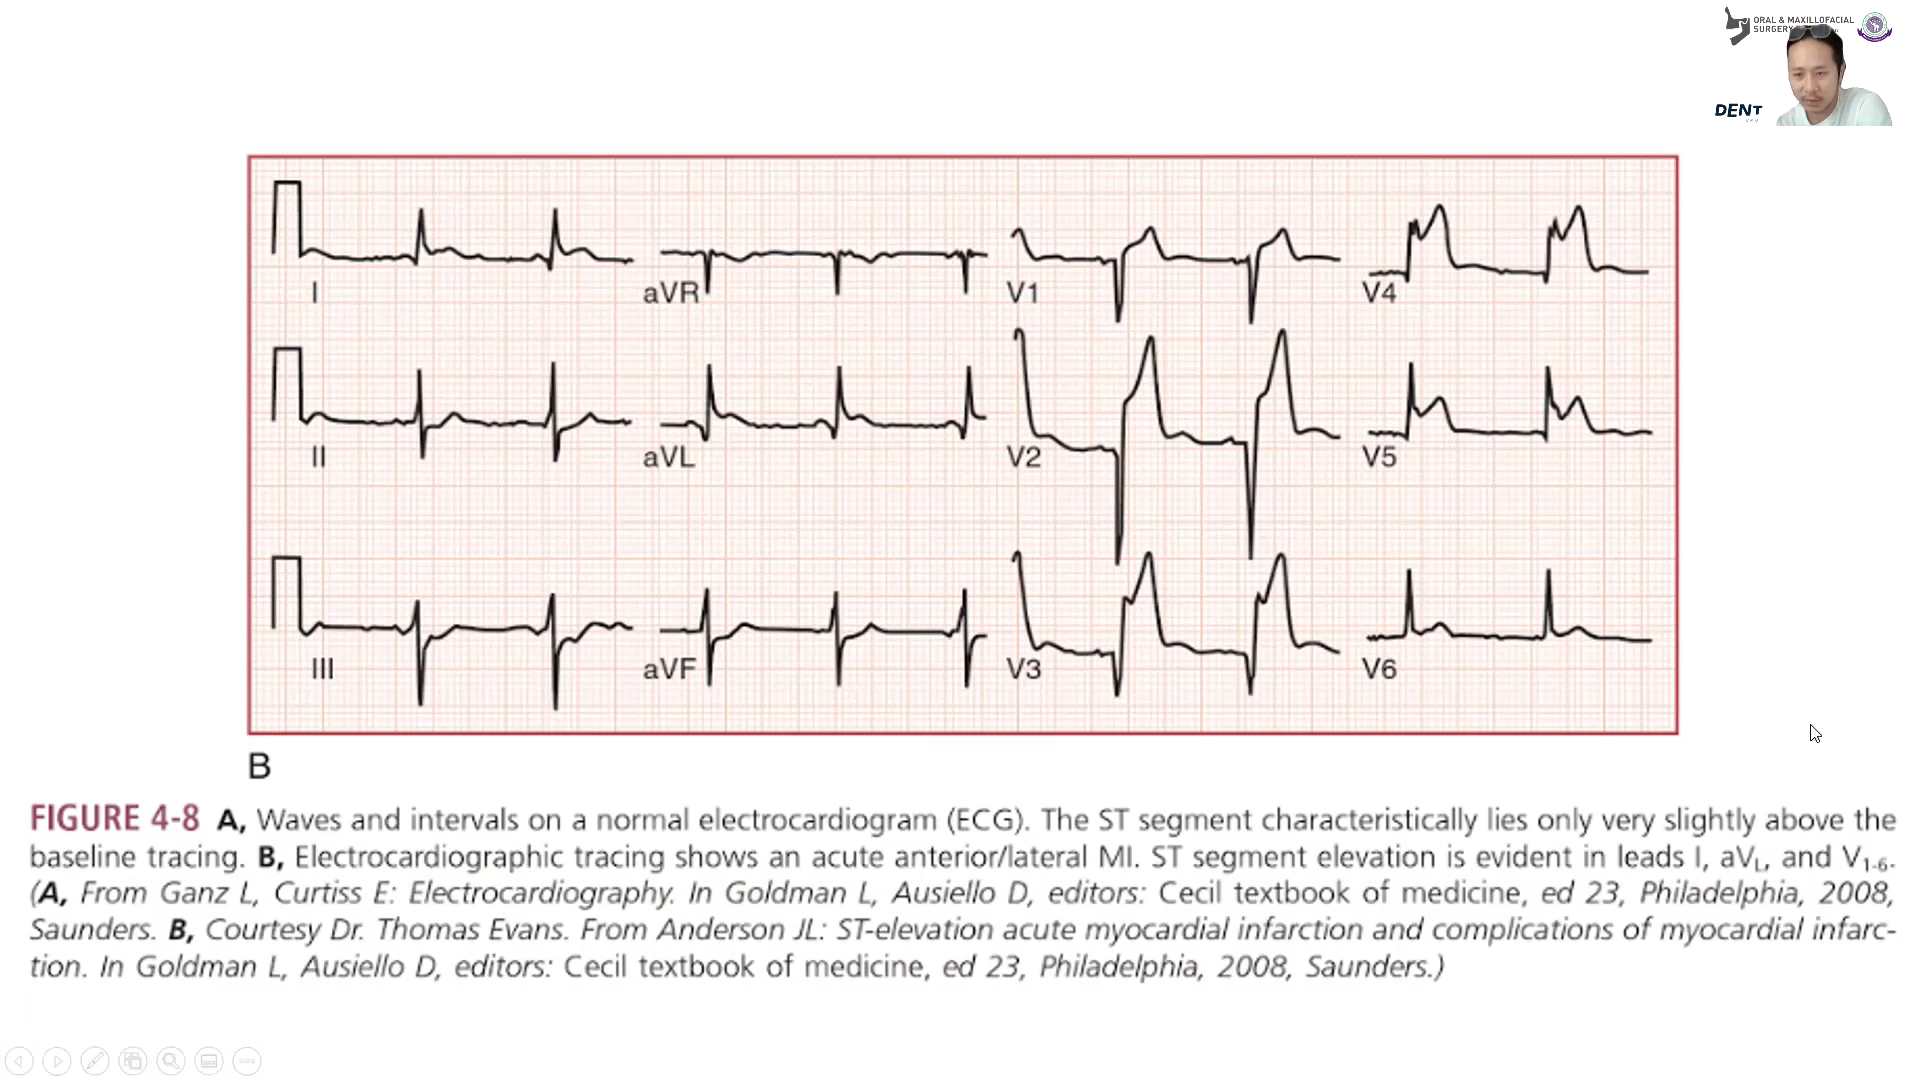 ORAL & MAXILLOFACIAL
SURGERY
DENT
I
aVR
V1
V4
II
aVL
V2
V5
III
aVF
V3
V6
B
FIGURE 4-8 A, Waves and intervals on a normal electrocardiogram (ECG). The ST segment characteristically lies only very slightly above the
baseline tracing. B, Electrocardiographic tracing shows an acute anterior/lateral MI. ST segment elevation is evident in leads I, aVL, and V1-6.
(A, From Ganz L, Curtiss E: Electrocardiography. In Goldman L, Ausiello D, editors: Cecil textbook of medicine, ed 23, Philadelphia, 2008,
Saunders. B, Courtesy Dr. Thomas Evans. From Anderson JL: ST-elevation acute myocardial infarction and complications of myocardial infarc-
tion. In Goldman L, Ausiello D, editors: Cecil textbook of medicine, ed 23, Philadelphia, 2008, Saunders.)